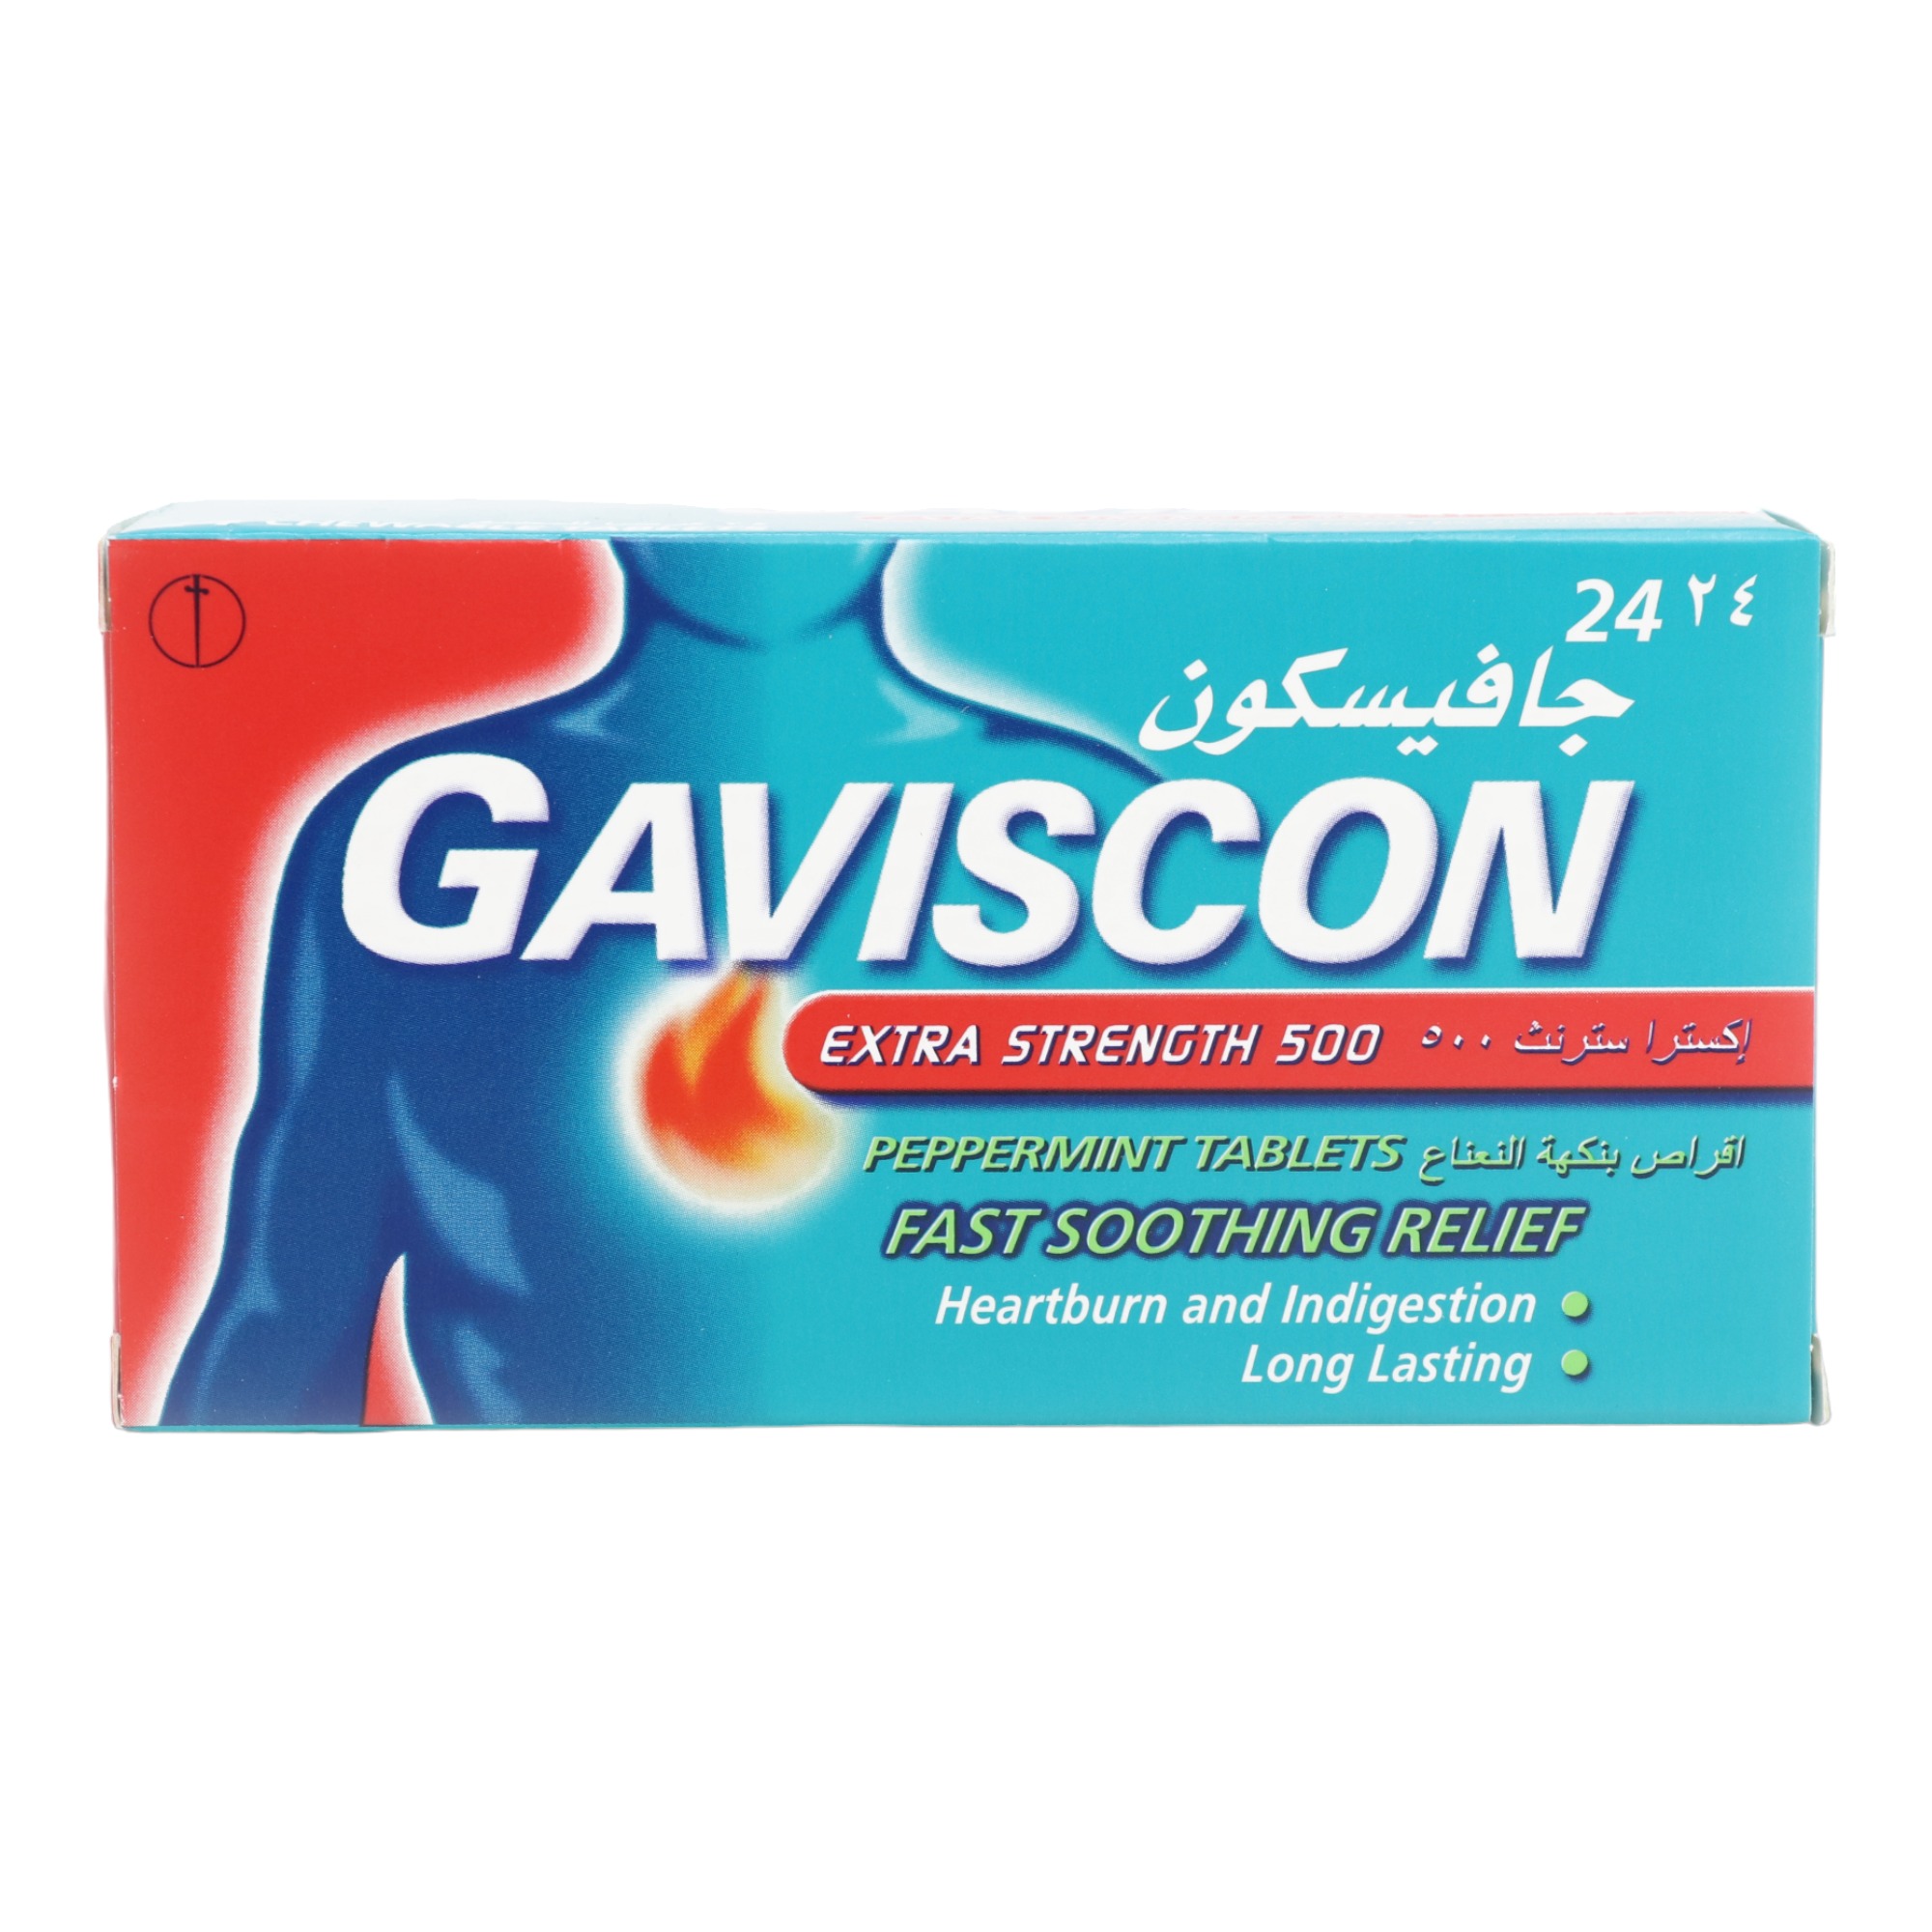 24 ٢٤
جافيسكون
GAVISCON
EXTRA STRENGTH 500 إكسترا سترنث ٥٠٠
PEPPERMINT TABLETS اقراص بنكهة النعناع
FAST SOOTHING RELIEF
Heartburn and Indigestion
Long Lasting